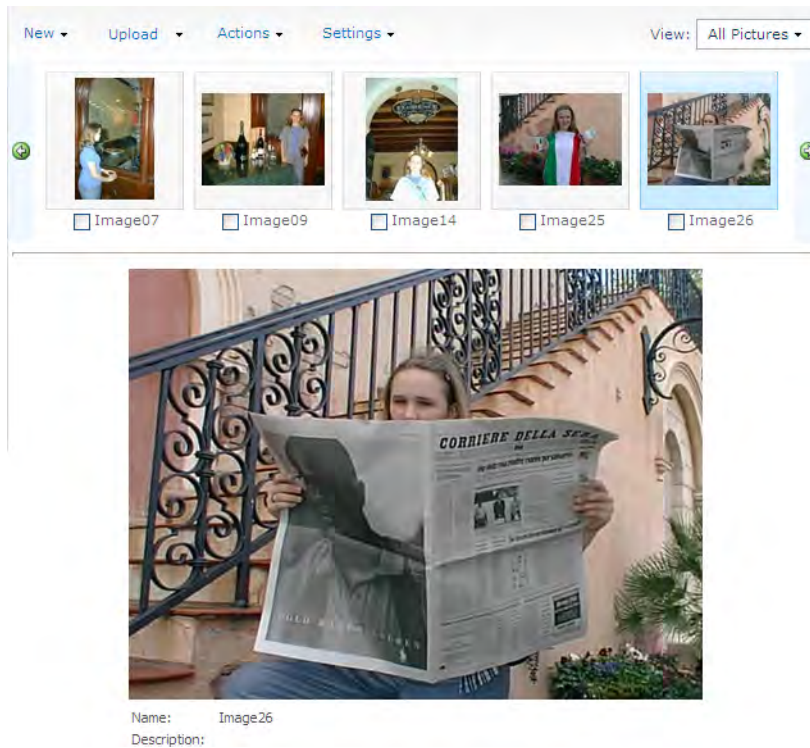 New Upload Actions Settings View: All Pictures
Image07 Image09 Image14 Image25 Image26
CORRIERE DELLA SERA
Name: Image26
Description: